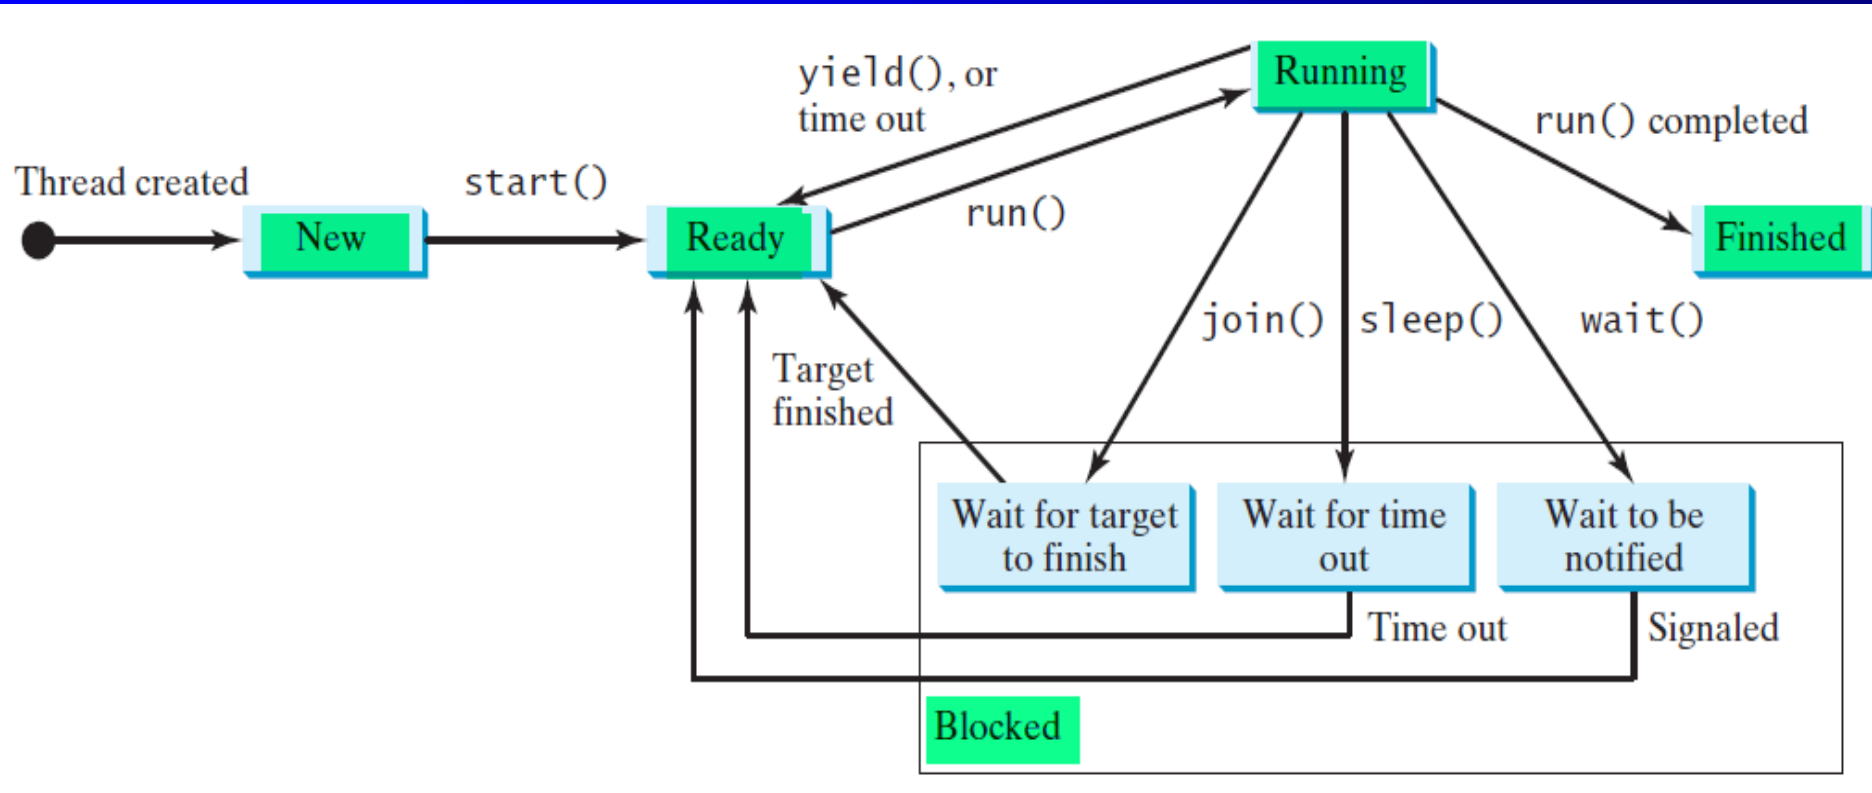 yield(), or
time out
Running
run() completed
Thread created
start()
New
Ready
run()
Finished
join()
sleep()
wait()
Target
finished
Wait for target
to finish
Wait for time
out
Wait to be
notified
Time out
Signaled
Blocked